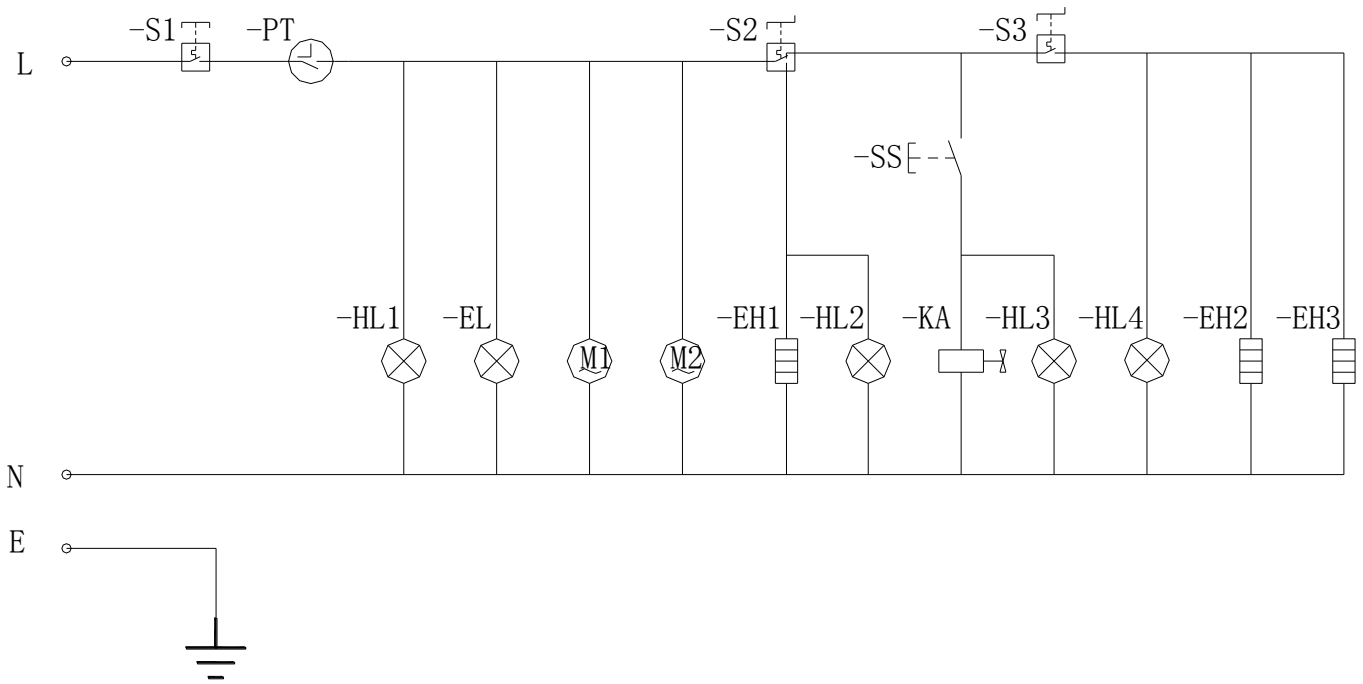 -S1
-PT
-S2
-S3
L
-SS
-HL1
-EL
M1
M2
-EH1
-HL2
-KA
-HL3
-HL4
-EH2
-EH3
N
E